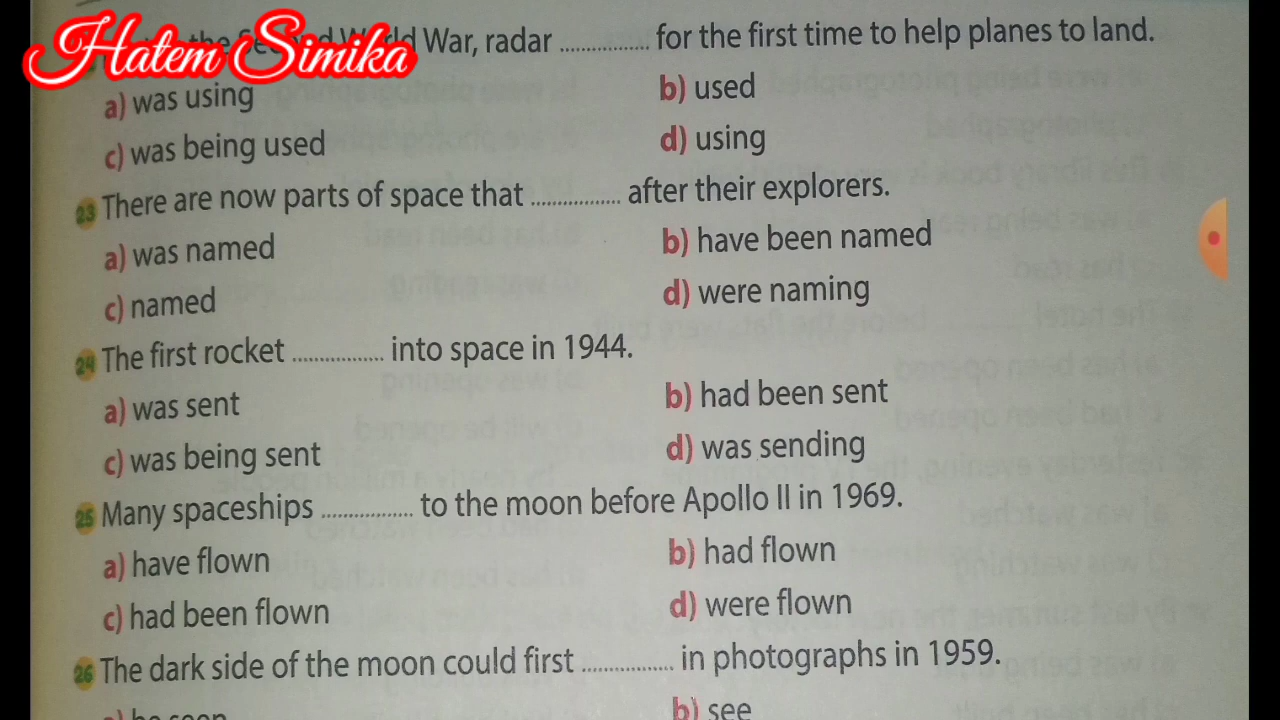 Hatem Simika
the Second World War, radar ................ for the first time to help planes to land.
a) was using
b) used
c) was being used
d) using
23 There are now parts of space that ................ after their explorers.
a) was named
b) have been named
c) named
d) were naming
24 The first rocket ................ into space in 1944.
a) was sent
b) had been sent
c) was being sent
d) was sending
25 Many spaceships ................ to the moon before Apollo II in 1969.
a) have flown
b) had flown
c) had been flown
d) were flown
26 The dark side of the moon could first ................ in photographs in 1959.
a) be seen
b) see